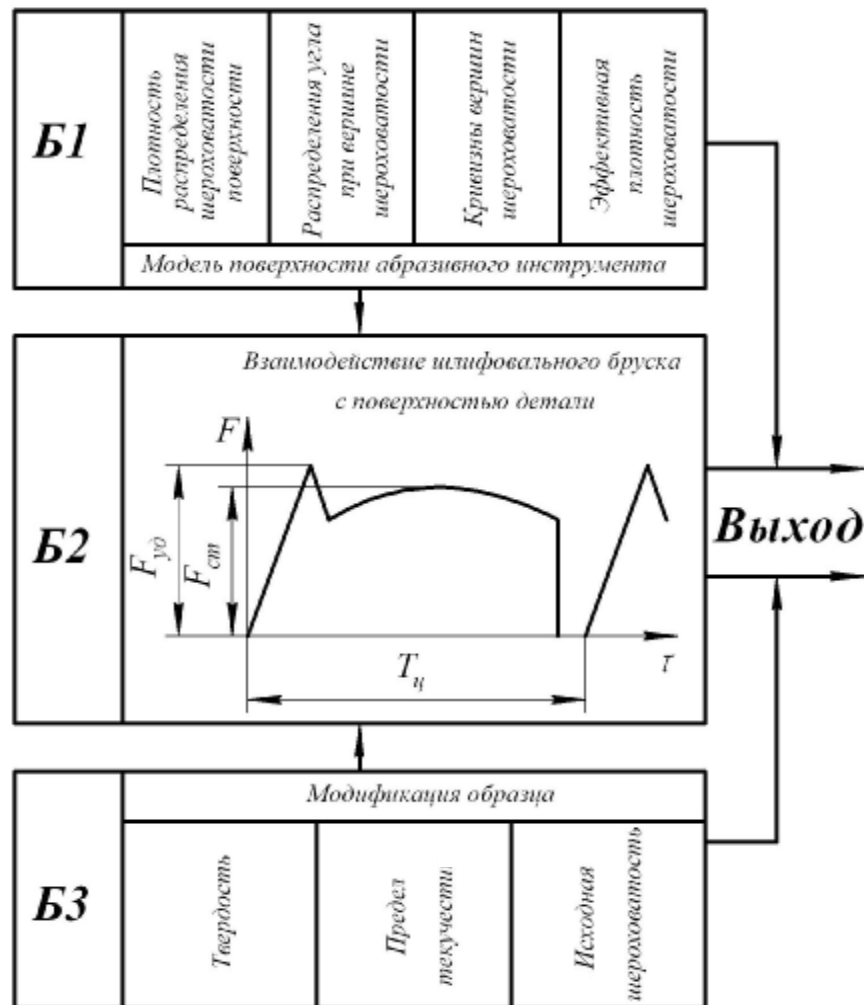 Б1
Плотность
распределения
шероховатости
поверхности
Распределения угла
при вершине
шероховатости
Кривизны вершин
шероховатости
Эффективная
плотность
шероховатости
Модель поверхности абразивного инструмента
Б2
Взаимодействие шлифовального бруска
с поверхностью детали
F
Fуд
Fст
Tц
τ
Выход
Б3
Модификация образца
Твердость
Предел
текучести
Исходная
шероховатость